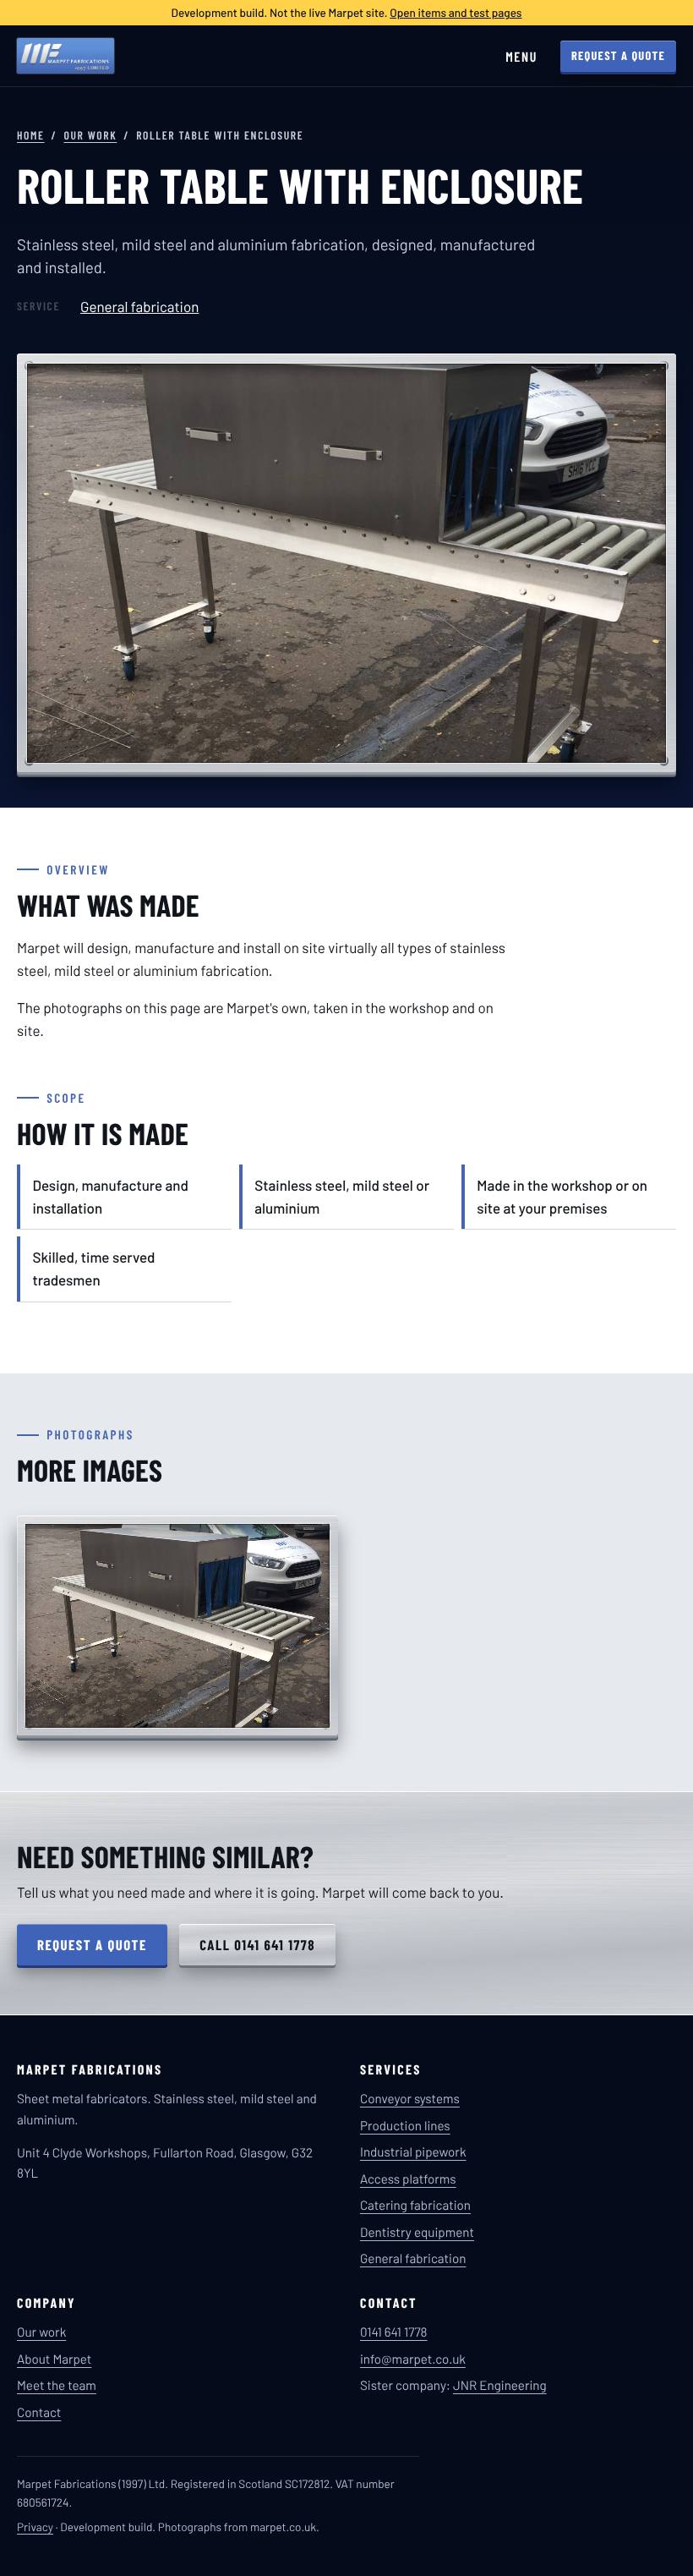 Development build. Not the live Marpet site. Open items and test pages
MF MARPET FABRICATIONS
(1997) LIMITED
MENU
REQUEST A QUOTE
HOME / OUR WORK / ROLLER TABLE WITH ENCLOSURE
ROLLER TABLE WITH ENCLOSURE
Stainless steel, mild steel and aluminium fabrication, designed, manufactured
and installed.
SERVICE General fabrication
OVERVIEW
WHAT WAS MADE
Marpet will design, manufacture and install on site virtually all types of stainless
steel, mild steel or aluminium fabrication.
The photographs on this page are Marpet's own, taken in the workshop and on
site.
SCOPE
HOW IT IS MADE
Design, manufacture and
installation
Stainless steel, mild steel or
aluminium
Made in the workshop or on
site at your premises
Skilled, time served
tradesmen
PHOTOGRAPHS
MORE IMAGES
NEED SOMETHING SIMILAR?
Tell us what you need made and where it is going. Marpet will come back to you.
REQUEST A QUOTE
CALL 0141 641 1778
MARPET FABRICATIONS
Sheet metal fabricators. Stainless steel, mild steel and
aluminium.
Unit 4 Clyde Workshops, Fullarton Road, Glasgow, G32
8YL
SERVICES
Conveyor systems
Production lines
Industrial pipework
Access platforms
Catering fabrication
Dentistry equipment
General fabrication
COMPANY
Our work
About Marpet
Meet the team
Contact
CONTACT
0141 641 1778
info@marpet.co.uk
Sister company: JNR Engineering
Marpet Fabrications (1997) Ltd. Registered in Scotland SC172812. VAT number
680561724.
Privacy · Development build. Photographs from marpet.co.uk.